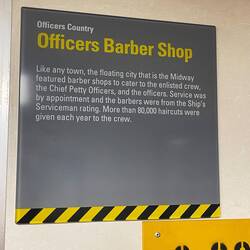 Officers Country
Officers Barber Shop
Like any town, the floating city that is the Midway
featured barber shops to cater to the enlisted crew,
the Chief Petty Officers, and the officers. Service was
by appointment and the barbers were from the Ship's
Serviceman rating. More than 80,000 haircuts were
given each year to the crew.